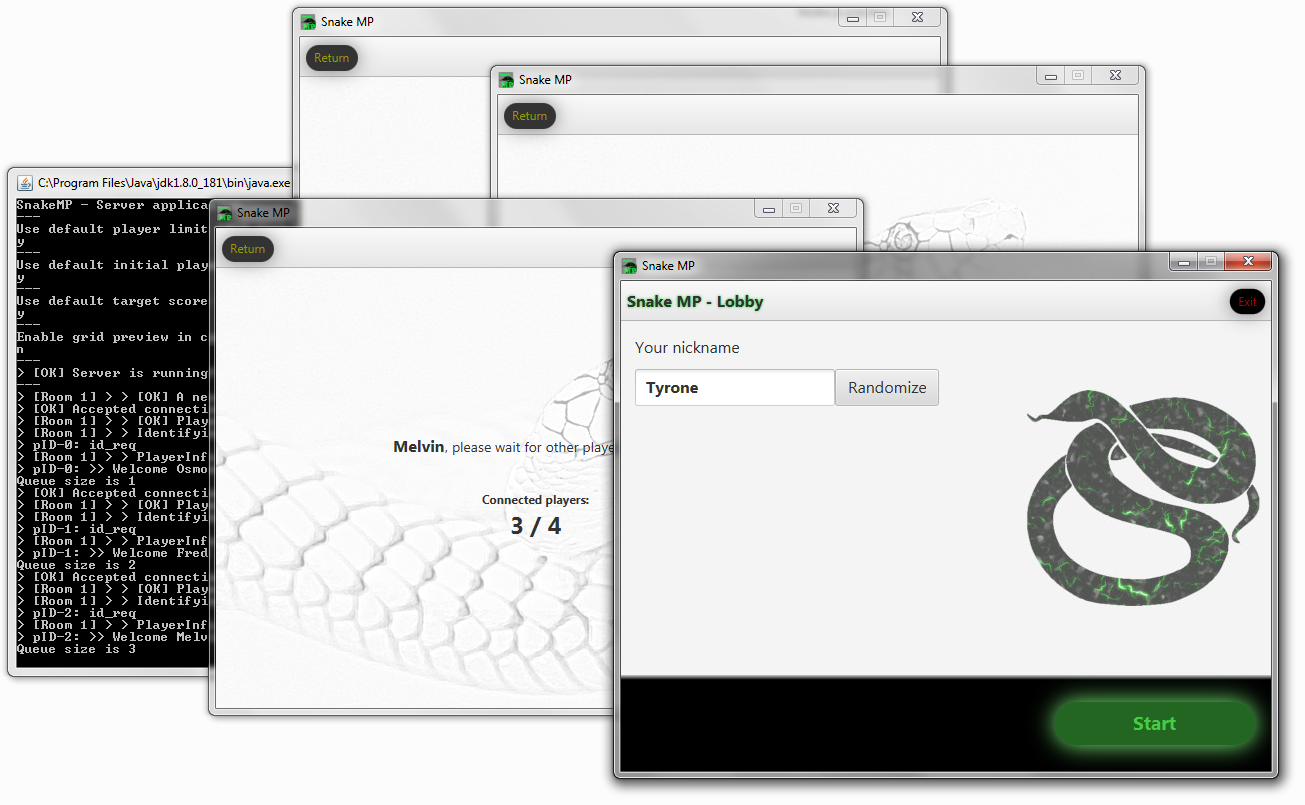 Snake MP
Return
Snake MP
Return
C:\Program Files\Java\jdk1.8.0_181\bin\java.exe
SnakeMP - Server applica
---
Use default player limit
y
---
Use default initial play
y
---
Use default target score
y
---
Enable grid preview in c
n
---
> [OK] Server is running
---
> [Room 1] > > [OK] A ne
> [OK] Accepted connecti
> [Room 1] > > [OK] Play
> [Room 1] > > Identifyi
> pID-0: id_req
> [Room 1] > > PlayerInf
> pID-0: >> Welcome Osmo
Queue size is 1
> [OK] Accepted connecti
> [Room 1] > > [OK] Play
> [Room 1] > > Identifyi
> pID-1: id_req
> [Room 1] > > PlayerInf
> pID-1: >> Welcome Fred
Queue size is 2
> [OK] Accepted connecti
> [Room 1] > > [OK] Play
> [Room 1] > > Identifyi
> pID-2: id_req
> [Room 1] > > PlayerInf
> pID-2: >> Welcome Melv
Queue size is 3
Snake MP
Return
Melvin, please wait for other playe
Connected players:
3 / 4
Snake MP
Snake MP - Lobby
Exit
Your nickname
Tyrone
Randomize
Start